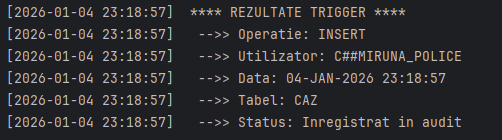 [2026-01-04 23:18:57]  **** REZULTATE TRIGGER ****
[2026-01-04 23:18:57]   -->> Operatie: INSERT
[2026-01-04 23:18:57]   -->> Utilizator: C##MIRUNA_POLICE
[2026-01-04 23:18:57]   -->> Data: 04-JAN-2026 23:18:57
[2026-01-04 23:18:57]   -->> Tabel: CAZ
[2026-01-04 23:18:57]   -->> Status: Inregistrat in audit